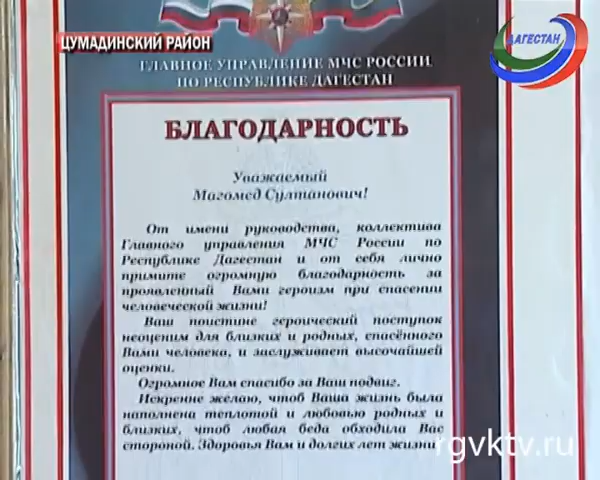 ЦУМАДИНСКИЙ РАЙОН
ДАГЕСТАН
ГЛАВНОЕ УПРАВЛЕНИЕ МЧС РОССИИ
ПО РЕСПУБЛИКЕ ДАГЕСТАН
БЛАГОДАРНОСТЬ
Уважаемый
Магомед Султанович!
От имени руководства, коллектива
Главного управления МЧС России по
Республике Дагестан и от себя лично
примите огромную благодарность за
проявленный Вами героизм при спасении
человеческой жизни!
Ваш поистине героический поступок
неоценим для близких и родных, спасённого
Вами человека, и заслуживает высочайшей
оценки.
Огромное Вам спасибо за Ваш подвиг.
Искренне желаю, чтоб Ваша жизнь была
наполнена теплотой и любовью родных и
близких, чтоб любая беда обходила Вас
стороной. Здоровья Вам и долгих лет жизни
rgvktv.ru